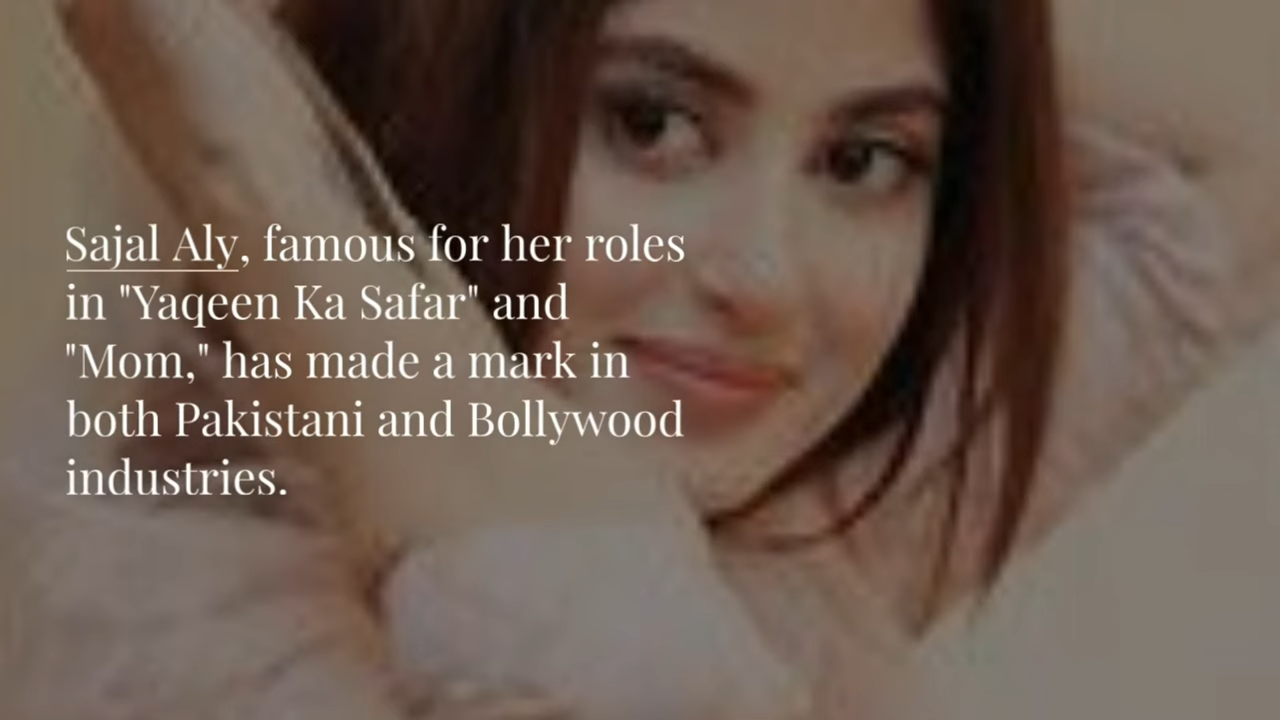 Sajal Aly, famous for her roles
in "Yaqeen Ka Safar" and
"Mom," has made a mark in
both Pakistani and Bollywood
industries.